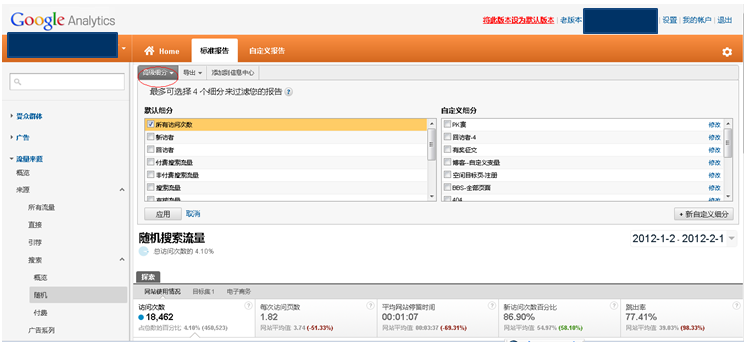 Google Analytics
将此版本设为默认版本 | 老版本
设置 | 我的帐户 | 退出
Home
标准报告
自定义报告
高级细分
导出
添加到信息中心
最多可选择 4 个细分来过滤您的报告
默认细分
自定义细分
所有访问次数
PK赛
修改
新访者
回访者-4
修改
回访者
有奖征文
修改
付费搜索流量
博客--自定义变量
修改
非付费搜索流量
空间目标页-注册
修改
搜索流量
BBS-全部页面
修改
404
应用
取消
+ 新自定义细分
受众群体
广告
流量来源
概览
来源
所有流量
直接
引荐
搜索
概览
随机
付费
广告系列
随机搜索流量
2012-1-2 - 2012-2-1
总访问次数的 4.10%
探索
网站使用情况
目标集 1
电子商务
访问次数
18,462
占总数的百分比 4.10% (450,523)
每次访问页数
1.82
网站平均值 3.74 (-51.33%)
平均网站停留时间
00:01:07
网站平均值 00:03:37 (-69.31%)
新访问次数百分比
86.90%
网站平均值 54.97% (58.10%)
跳出率
77.41%
网站平均值 39.03% (98.33%)